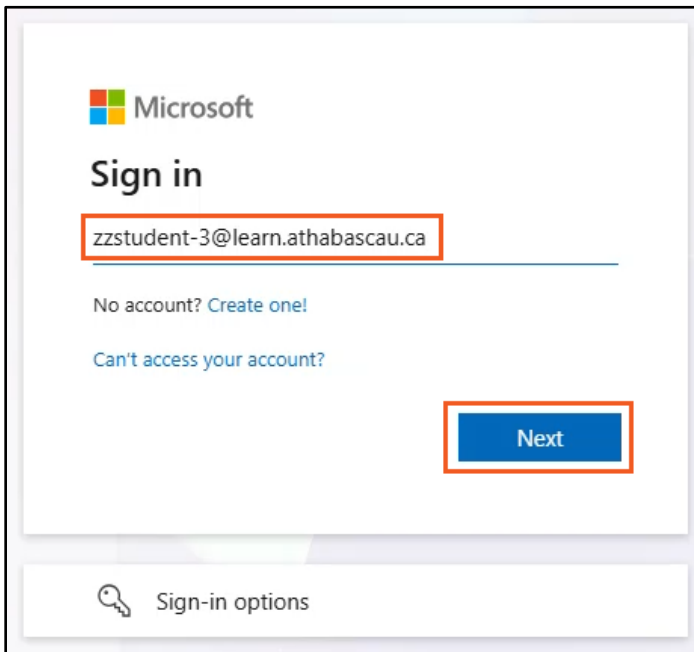 Microsoft
Sign in
zzstudent-3@learn.athabascau.ca
No account? Create one!
Can't access your account?
Next
Sign-in options